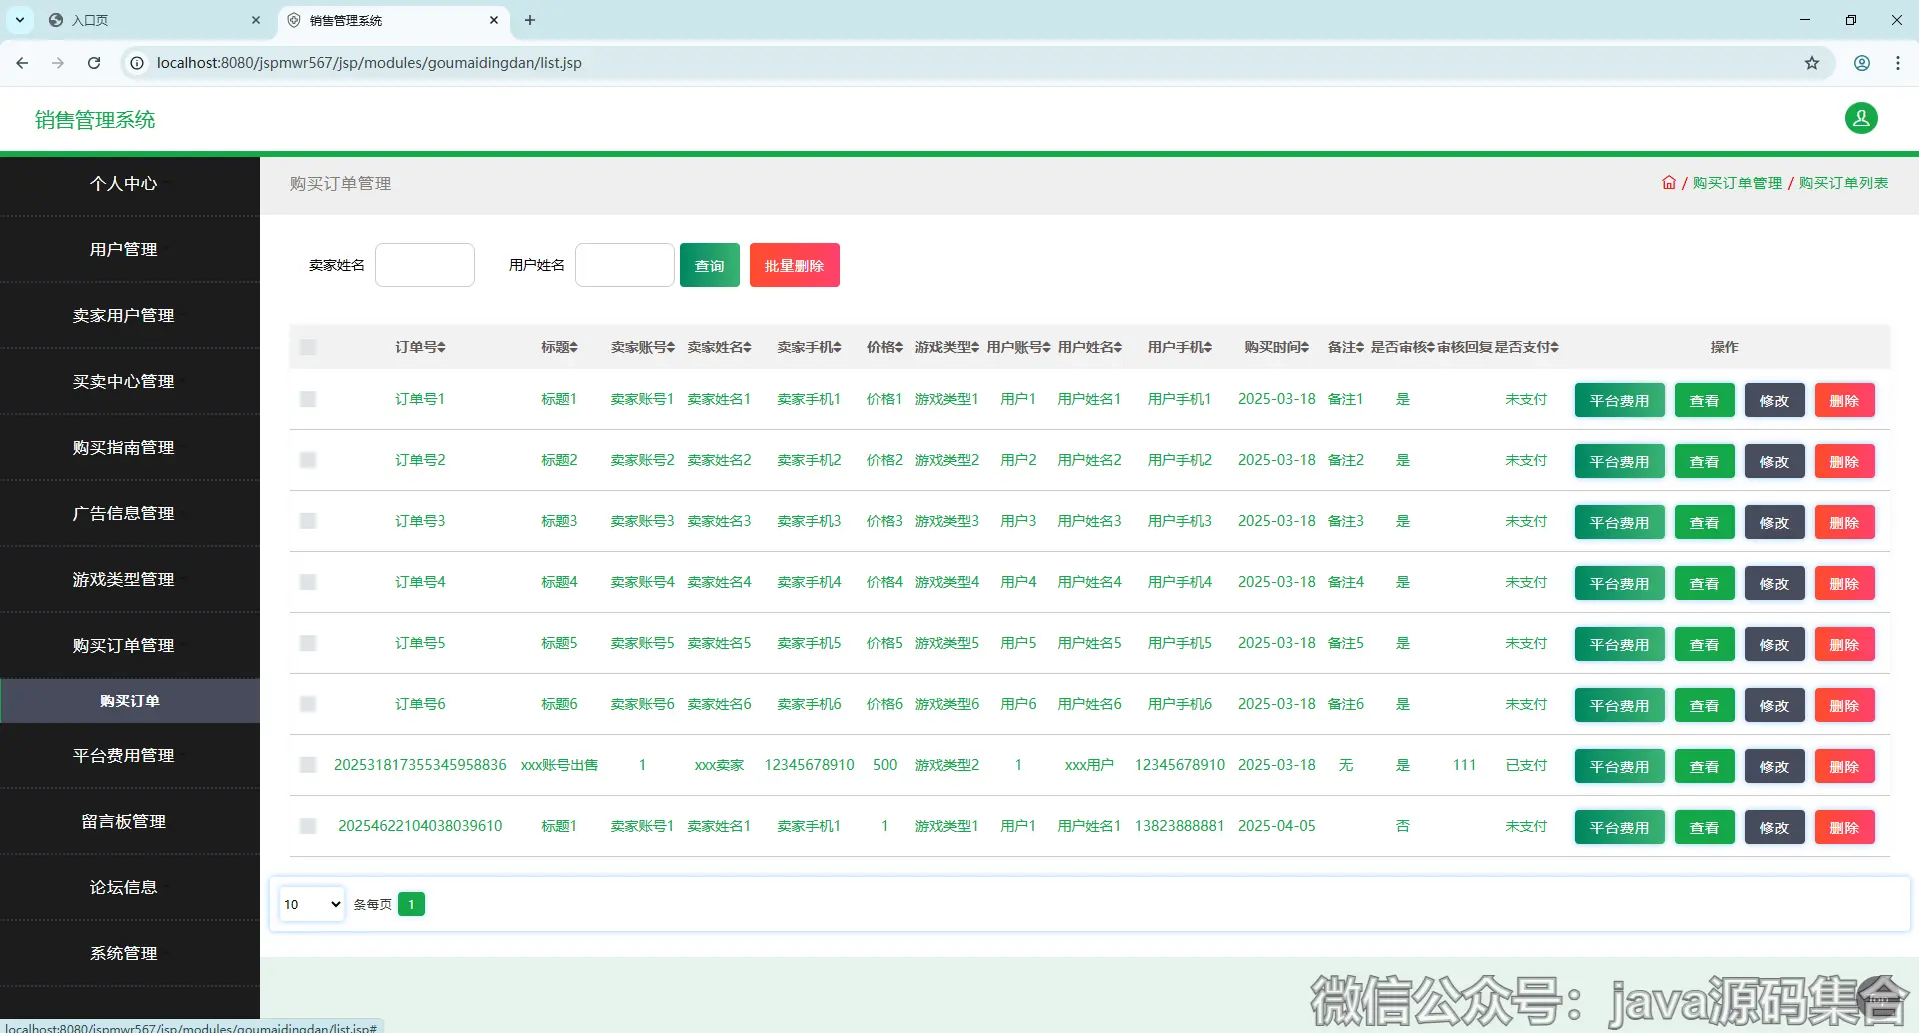 入口页
销售管理系统
localhost:8080/jspmwr567/jsp/modules/goumaidingdan/list.jsp
销售管理系统
个人中心
用户管理
卖家用户管理
买卖中心管理
购买指南管理
广告信息管理
游戏类型管理
购买订单管理
购买订单
平台费用管理
留言板管理
论坛信息
系统管理
购买订单管理
/ 购买订单管理 / 购买订单列表
卖家姓名 用户姓名 查询 批量删除
订单号 标题 卖家账号 卖家姓名 卖家手机 价格 游戏类型 用户账号 用户姓名 用户手机 购买时间 备注 是否审核 审核回复 是否支付 操作
订单号1 标题1 卖家账号1 卖家姓名1 卖家手机1 价格1 游戏类型1 用户1 用户姓名1 用户手机1 2025-03-18 备注1 是 未支付 平台费用 查看 修改 删除
订单号2 标题2 卖家账号2 卖家姓名2 卖家手机2 价格2 游戏类型2 用户2 用户姓名2 用户手机2 2025-03-18 备注2 是 未支付 平台费用 查看 修改 删除
订单号3 标题3 卖家账号3 卖家姓名3 卖家手机3 价格3 游戏类型3 用户3 用户姓名3 用户手机3 2025-03-18 备注3 是 未支付 平台费用 查看 修改 删除
订单号4 标题4 卖家账号4 卖家姓名4 卖家手机4 价格4 游戏类型4 用户4 用户姓名4 用户手机4 2025-03-18 备注4 是 未支付 平台费用 查看 修改 删除
订单号5 标题5 卖家账号5 卖家姓名5 卖家手机5 价格5 游戏类型5 用户5 用户姓名5 用户手机5 2025-03-18 备注5 是 未支付 平台费用 查看 修改 删除
订单号6 标题6 卖家账号6 卖家姓名6 卖家手机6 价格6 游戏类型6 用户6 用户姓名6 用户手机6 2025-03-18 备注6 是 未支付 平台费用 查看 修改 删除
202531817355345958836 xxx账号出售 1 xxx卖家 12345678910 500 游戏类型2 1 xxx用户 12345678910 2025-03-18 无 是 111 已支付 平台费用 查看 修改 删除
20254622104038039610 标题1 卖家账号1 卖家姓名1 卖家手机1 1 游戏类型1 用户1 用户姓名1 13823888881 2025-04-05 否 未支付 平台费用 查看 修改 删除
10 条每页 1
微信公众号：java源码集合
localhost:8080/jspmwr567/jsp/modules/goumaidingdan/list.jsp#